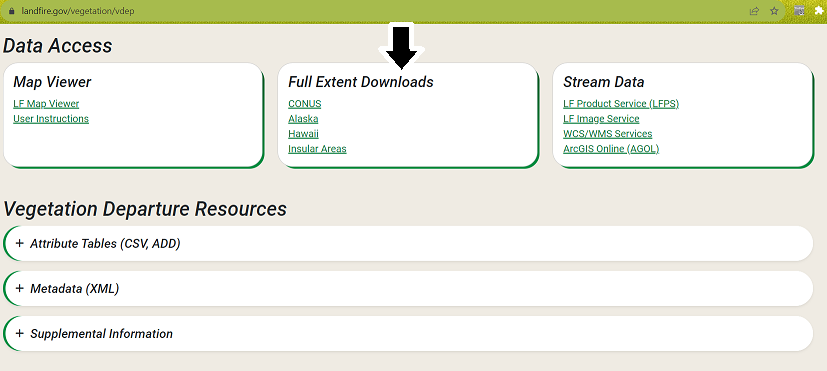 landfire.gov/vegetation/vdep
Data Access
Map Viewer
LF Map Viewer
User Instructions
Full Extent Downloads
CONUS
Alaska
Hawaii
Insular Areas
Stream Data
LF Product Service (LFPS)
LF Image Service
WCS/WMS Services
ArcGIS Online (AGOL)
Vegetation Departure Resources
+ Attribute Tables (CSV, ADD)
+ Metadata (XML)
+ Supplemental Information